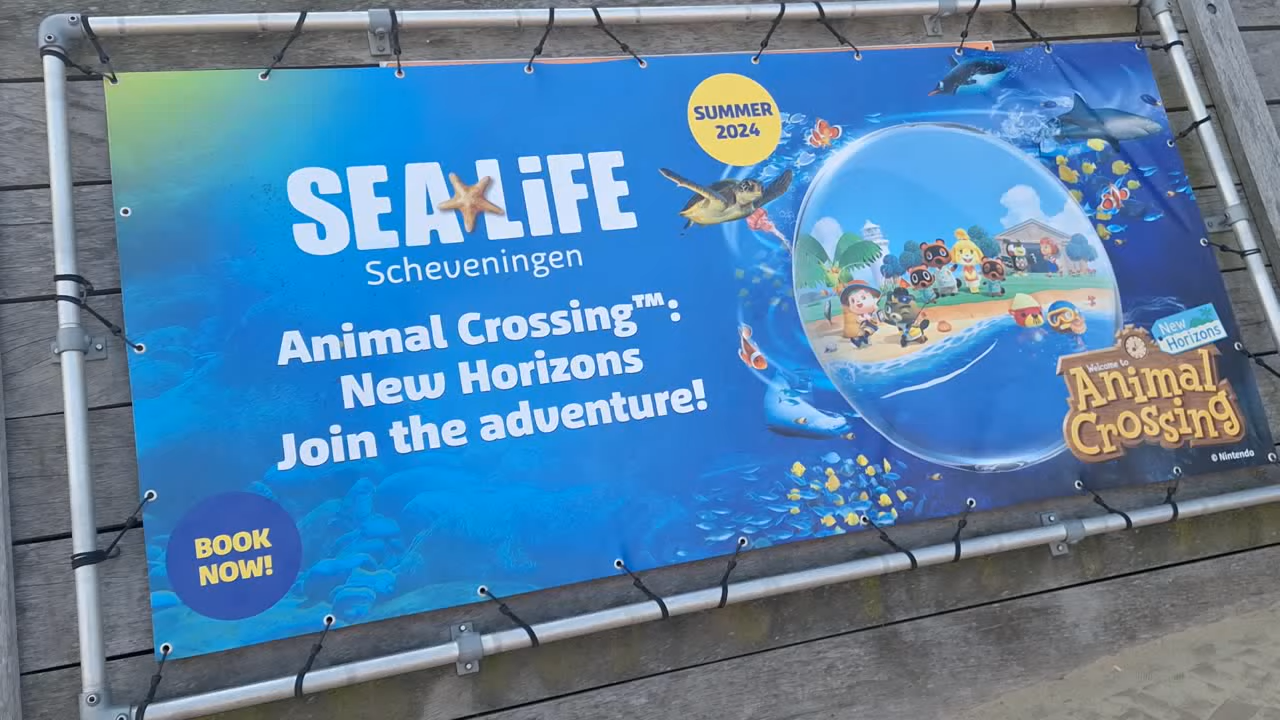 SUMMER
2024
SEA LiFE
Scheveningen
Animal Crossing™:
New Horizons
Join the adventure!
BOOK
NOW!
New
Horizons
Welcome to
Animal
Crossing
© Nintendo